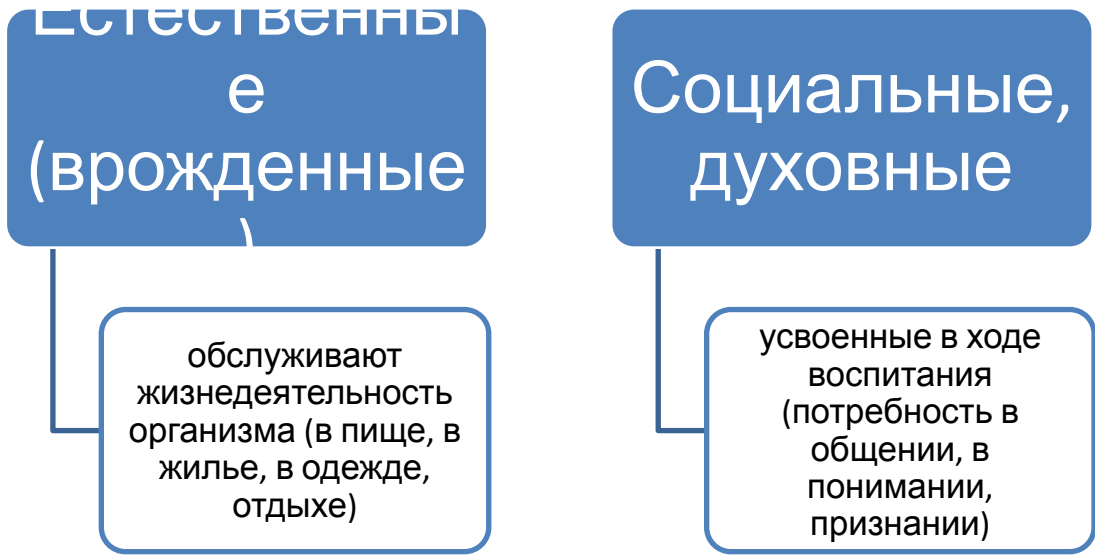 Естественны
е
(врожденные
)
обслуживают
жизнедеятельность
организма (в пище, в
жилье, в одежде,
отдыхе)
Социальные,
духовные
усвоенные в ходе
воспитания
(потребность в
общении, в
понимании,
признании)